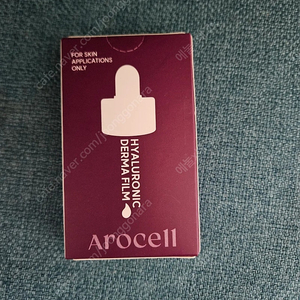 FOR SKIN
APPLICATIONS
ONLY
HYALURONIC
DERMA FILM
Arocell